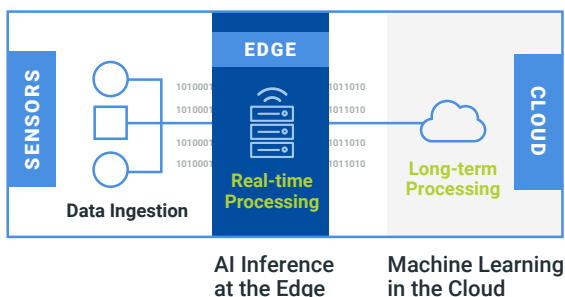 SENSORS
Data Ingestion
1010001
1010001
1010001
1010001
EDGE
Real-time
Processing
1011010
1011010
1011010
1011010
Long-term
Processing
CLOUD
AI Inference
at the Edge
Machine Learning
in the Cloud